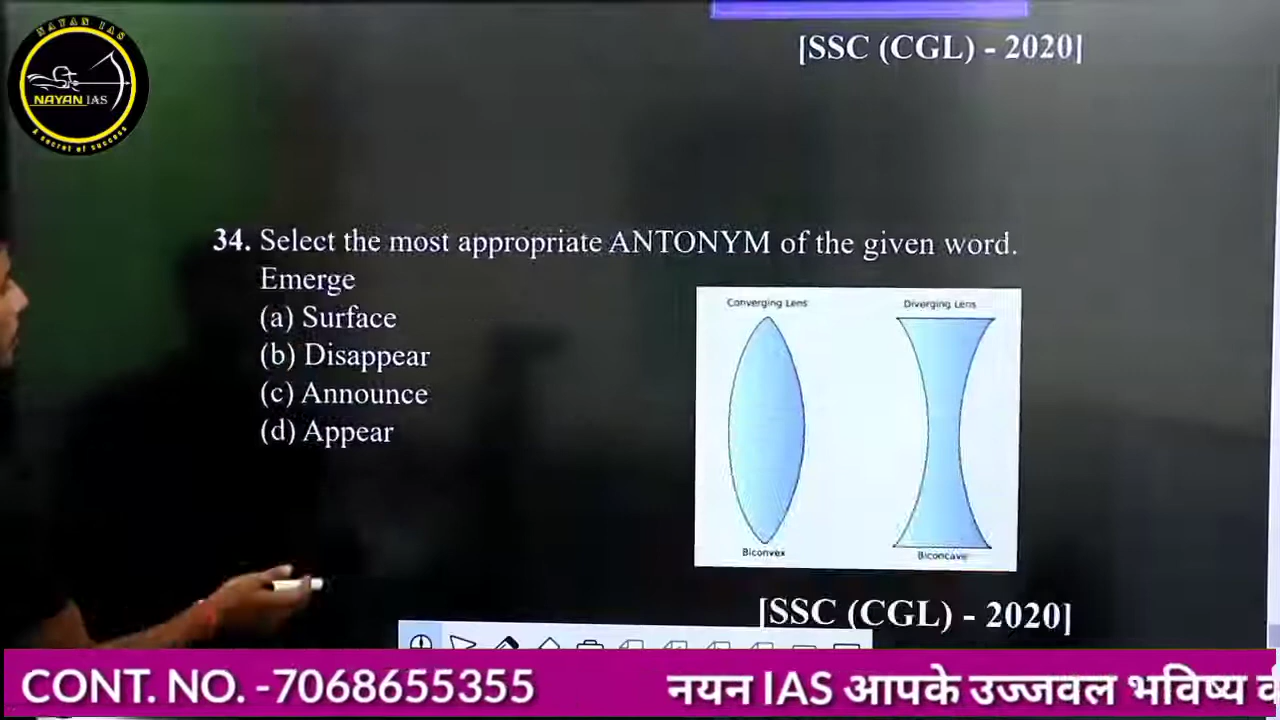 NAYAN IAS
NAYAN IAS
A secret of success
[SSC (CGL) - 2020]
34. Select the most appropriate ANTONYM of the given word.
Emerge
(a) Surface
(b) Disappear
(c) Announce
(d) Appear
Converging Lens
Diverging Lens
Biconvex
Biconcave
[SSC (CGL) - 2020]
CONT. NO. -7068655355
नयन IAS आपके उज्जवल भविष्य